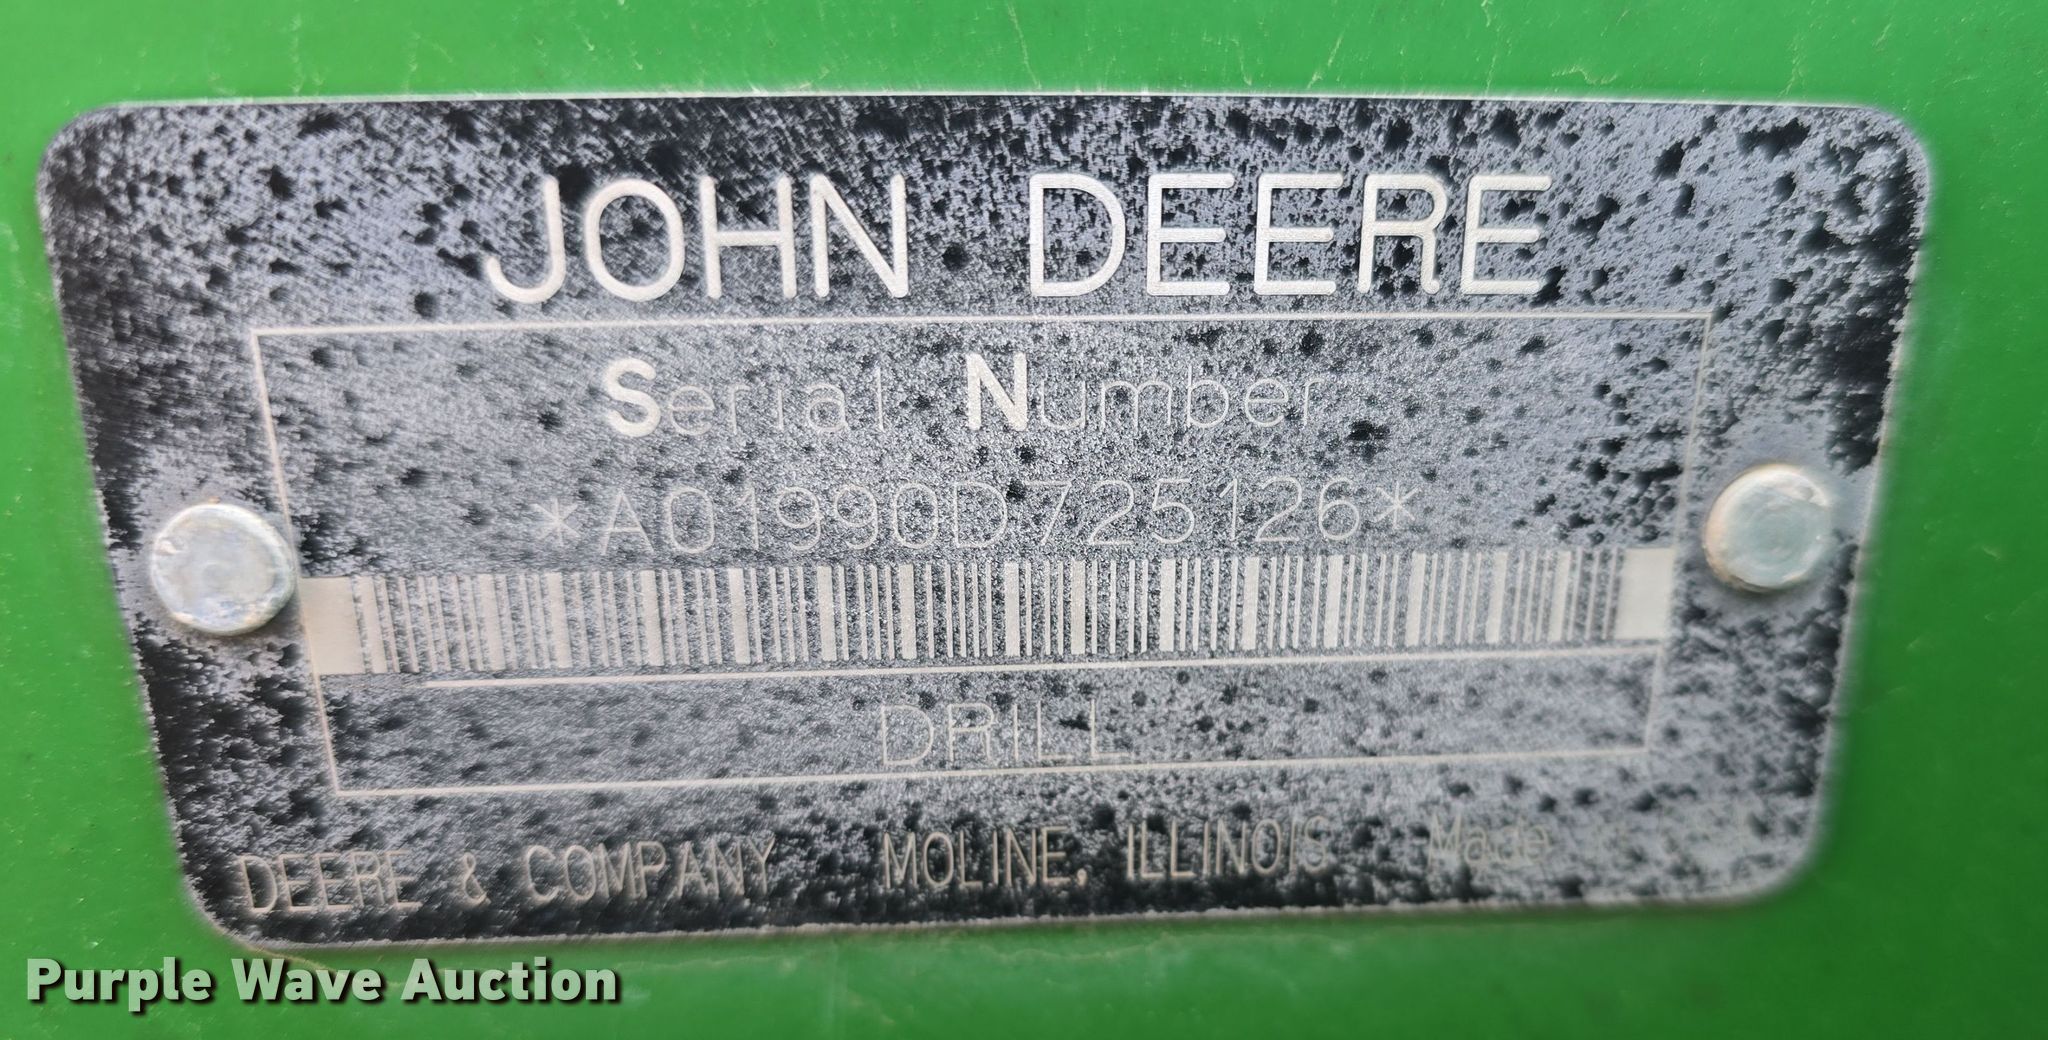 JOHN DEERE
Serial Number
*A01990D725126*
DRILL
DEERE & COMPANY MOLINE, ILLINOIS Made
Purple Wave Auction